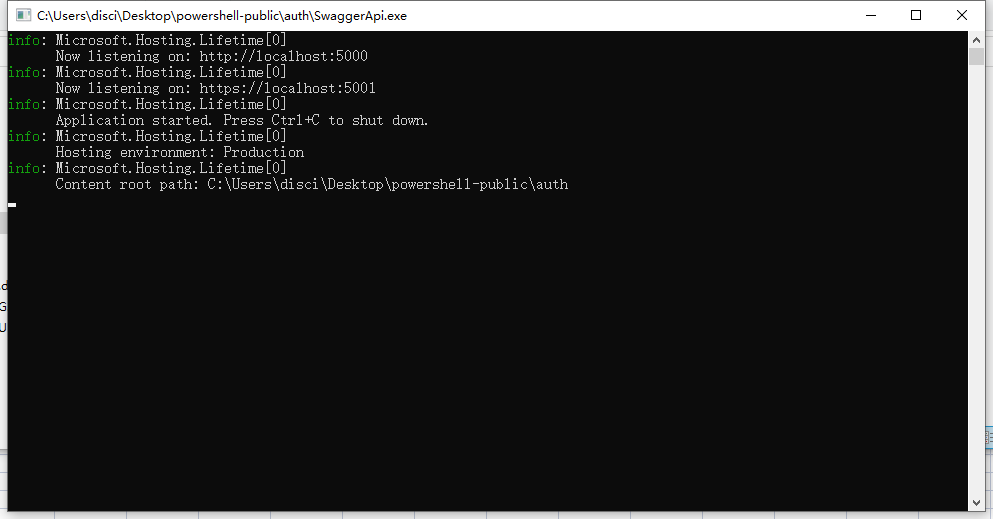 C:\Users\disci\Desktop\powershell-public\auth\SwaggerApi.exe
info: Microsoft.Hosting.Lifetime[0]
Now listening on: http://localhost:5000
info: Microsoft.Hosting.Lifetime[0]
Now listening on: https://localhost:5001
info: Microsoft.Hosting.Lifetime[0]
Application started. Press Ctrl+C to shut down.
info: Microsoft.Hosting.Lifetime[0]
Hosting environment: Production
info: Microsoft.Hosting.Lifetime[0]
Content root path: C:\Users\disci\Desktop\powershell-public\auth